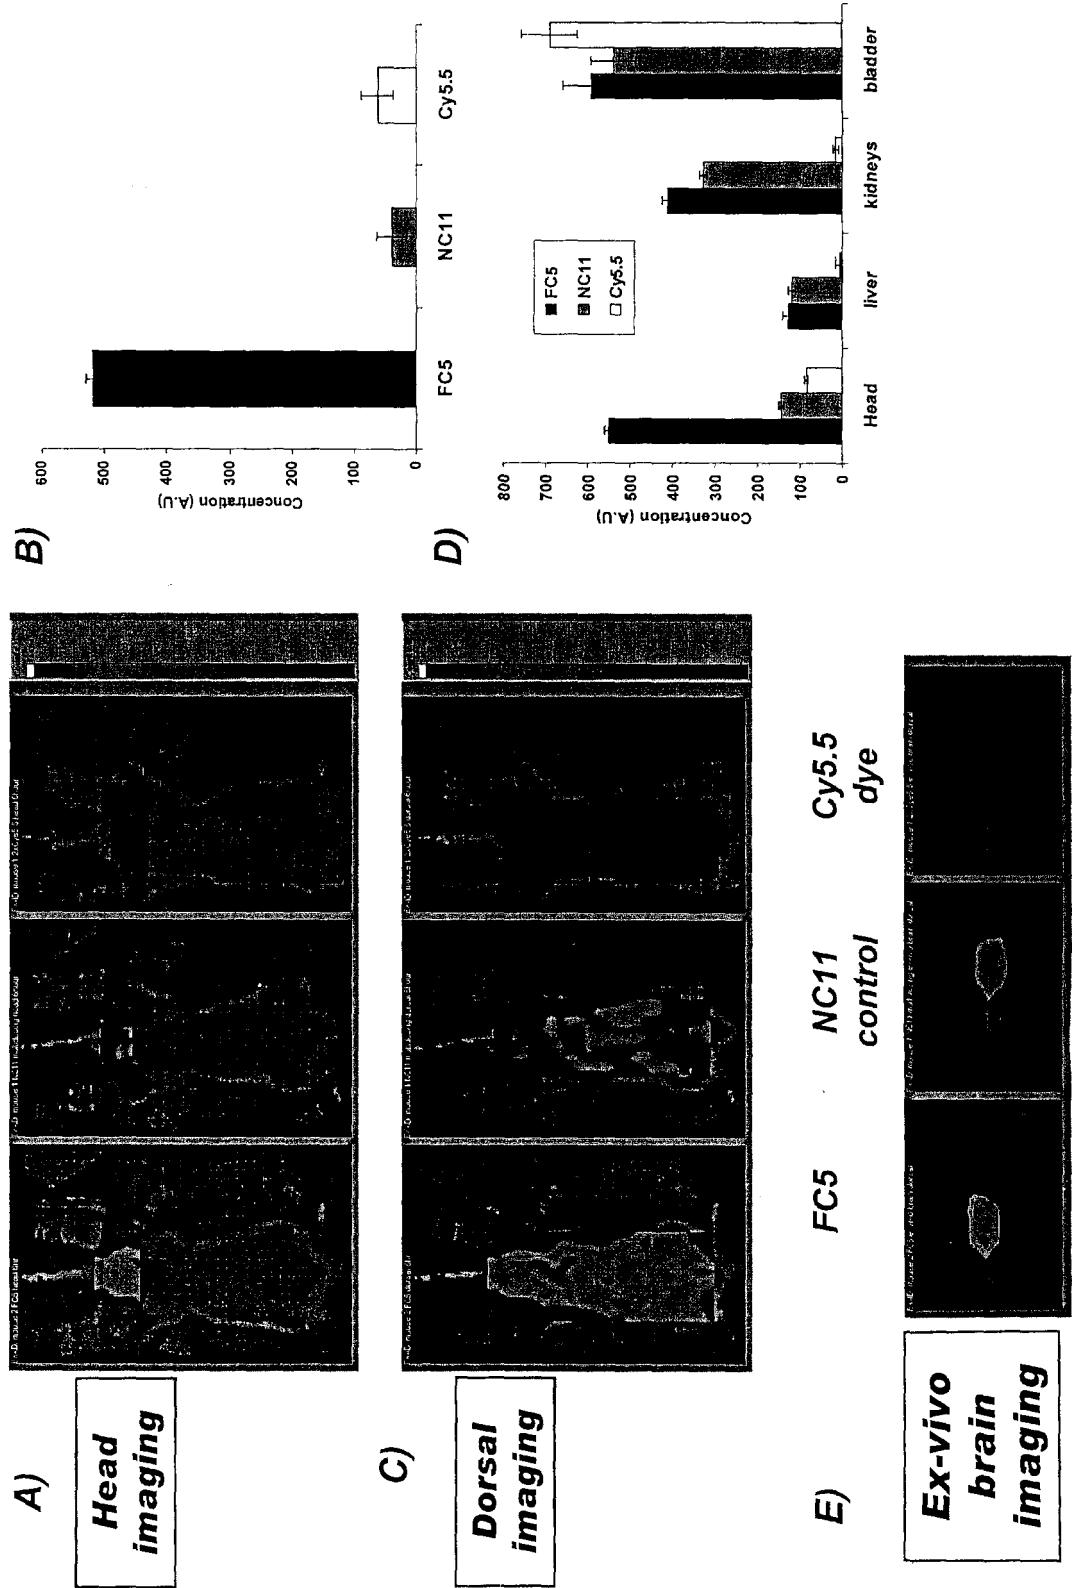 A)
Head
imaging
B)
600
500
400
300
200
100
0
Concentration (A.U)
FC5
NC11
Cy5.5
C)
Dorsal
imaging
D)
800
700
600
500
400
300
200
100
0
Concentration (A.U)
FC5
NC11
Cy5.5
Head
liver
kidneys
bladder
FC5
NC11
control
Cy5.5
dye
E)
Ex-vivo
brain
imaging